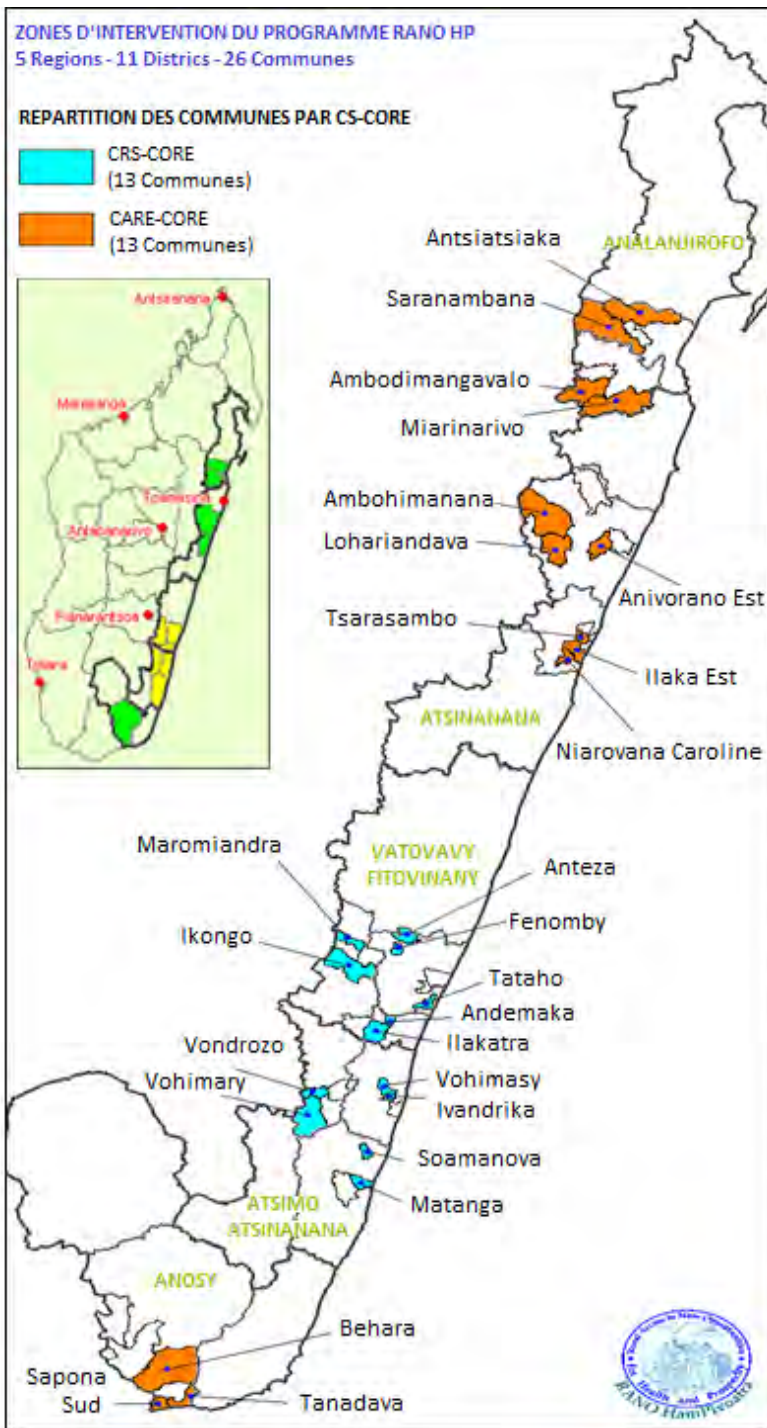 ZONES D'INTERVENTION DU PROGRAMME RANO HP
5 Regions - 11 Districs - 26 Communes
REPARTITION DES COMMUNES PAR CS-CORE
CRS-CORE
(13 Communes)
CARE-CORE
(13 Communes)
Antsiatsiaka
ANALANJIROFO
Saranambana
Antsiranana
Ambodimangavalo
Miarinarivo
Ambohimanana
Lohariandava
Anivorano Est
Antananarivo
Fianarantsoa
Toliara
Tsarasambo
Ilaka Est
ATSINANANA
Niarovana Caroline
Maromiandra
VATOVAVY
FITOVINANY
Anteza
Ikongo
Fenomby
Tataho
Andemaka
Ilakatra
Vondrozo
Vohimary
Vohimasy
Ivandrika
Soamanova
Matanga
ATSIMO
ATSINANANA
ANOSY
Behara
Sapona
Sud
Tanadava
RANO HamPivoatra